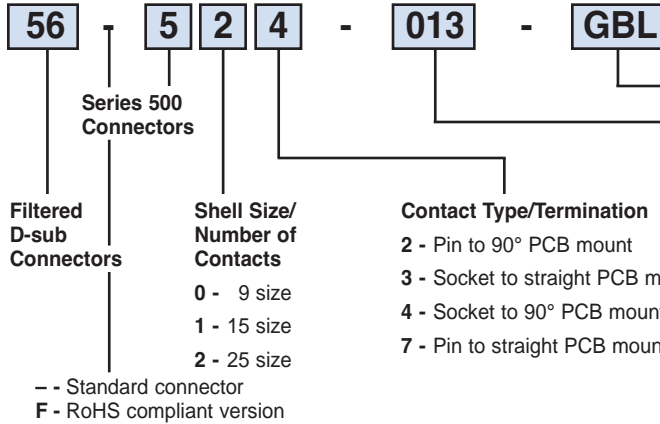 56 - 5 2 4 - 013 - GBL
Series 500
Connectors
Filtered
D-sub
Connectors
Shell Size/
Number of
Contacts
0 - 9 size
1 - 15 size
2 - 25 size
– - Standard connector
F - RoHS compliant version
Contact Type/Termination
2 - Pin to 90° PCB mount
3 - Socket to straight PCB m
4 - Socket to 90° PCB moun
7 - Pin to straight PCB moun